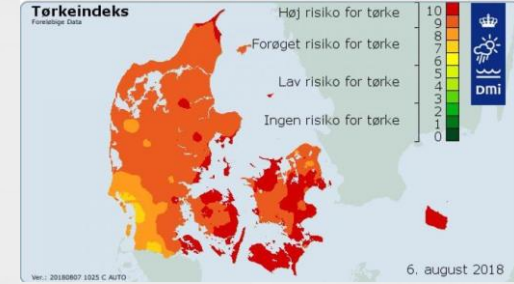 Tørkeindeks
Foreløbige Data
Høj risiko for tørke
Forøget risiko for tørke
Lav risiko for tørke
Ingen risiko for tørke
10
9
8
7
6
5
4
3
2
1
0
DMi
6. august 2018
Ver.: 20180807 1025 C AUTO